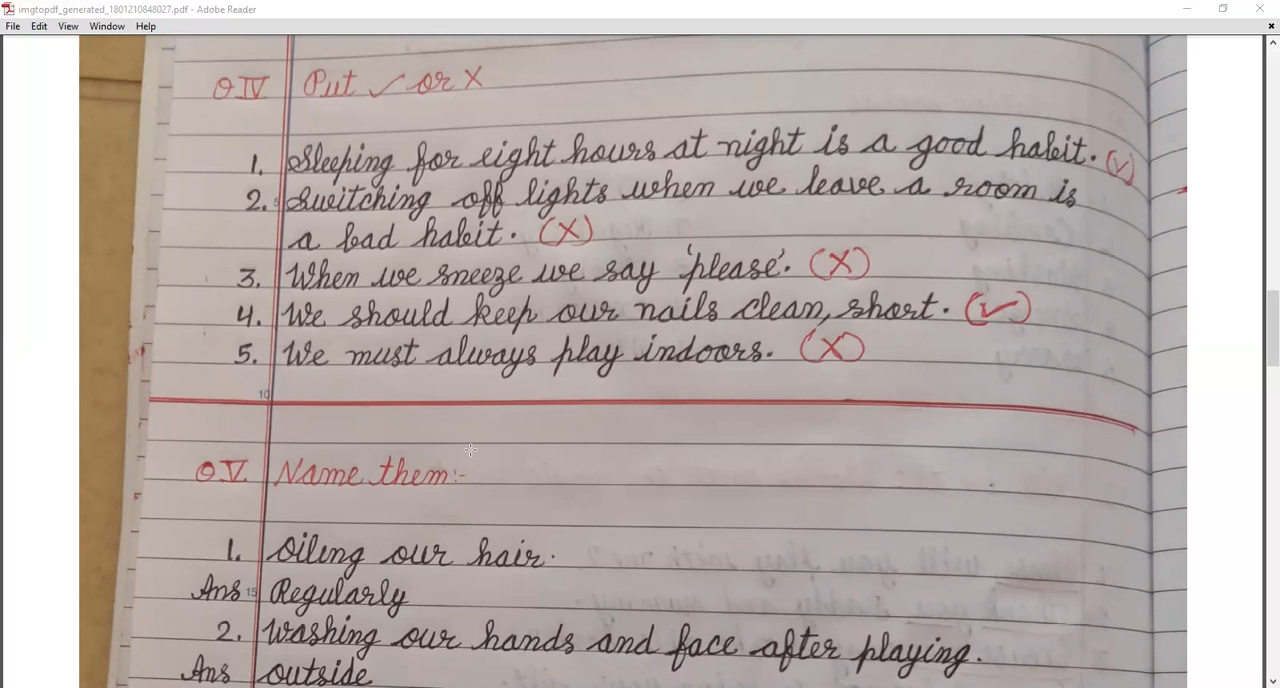 imgtopdf_generated_1801210848027.pdf - Adobe Reader
File Edit View Window Help
Q IV Put ✓ or X
1. Sleeping for eight hours at night is a good habit. (✓)
2. Switching off lights when we leave a room is
a bad habit. (X)
3. When we sneeze we say 'please'. (X)
4. We should keep our nails clean, short. (✓)
5. We must always play indoors. (X)
10
Q V. Name them:-
1. Oiling our hair.
Ans 15 Regularly
2. Washing our hands and face after playing.
Ans outside